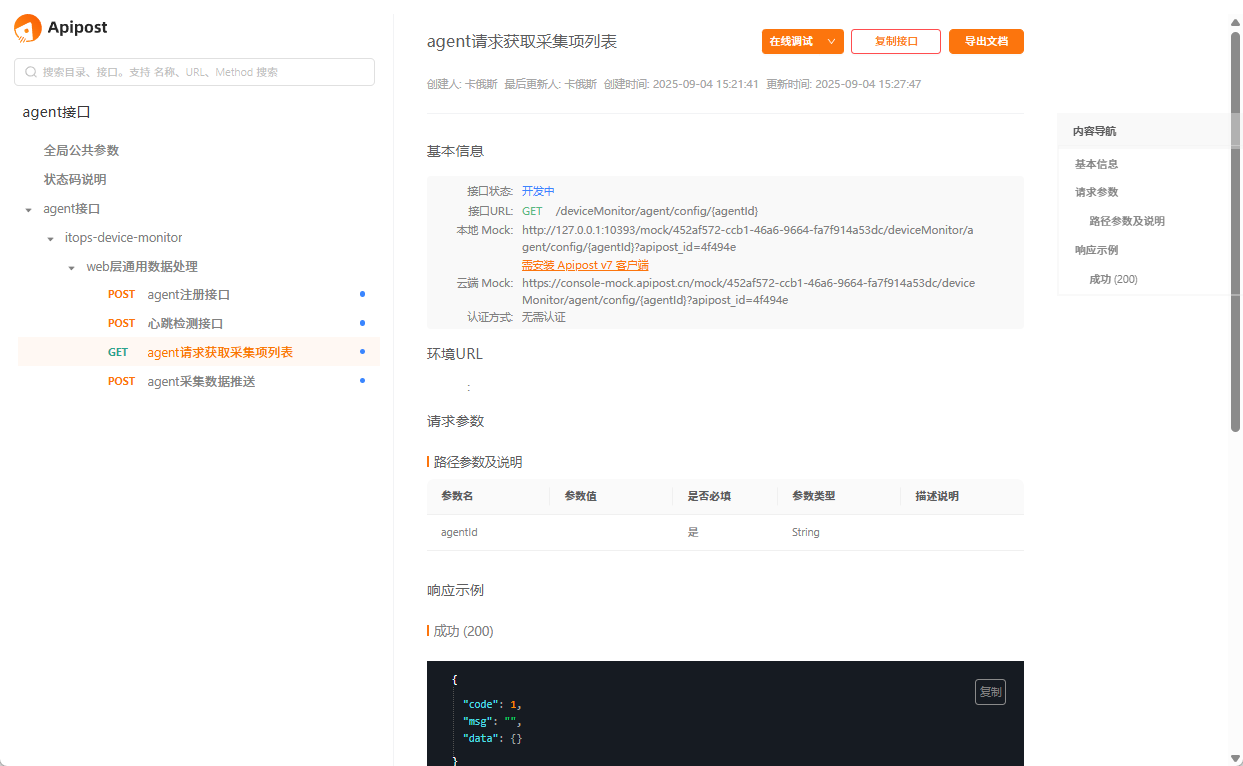 Apipost
搜索目录、接口。支持 名称、URL、Method 搜索
agent接口
全局公共参数
状态码说明
agent接口
itops-device-monitor
web层通用数据处理
POST agent注册接口
POST 心跳检测接口
GET agent请求获取采集项列表
POST agent采集数据推送
agent请求获取采集项列表
在线调试
复制接口
导出文档
创建人: 卡俄斯 最后更新人: 卡俄斯 创建时间: 2025-09-04 15:21:41 更新时间: 2025-09-04 15:27:47
基本信息
接口状态: 开发中
接口URL: GET /deviceMonitor/agent/config/{agentId}
本地 Mock: http://127.0.0.1:10393/mock/452af572-ccb1-46a6-9664-fa7f914a53dc/deviceMonitor/a
gent/config/{agentId}?apipost_id=4f494e
需安装 Apipost v7 客户端
云端 Mock: https://console-mock.apipost.cn/mock/452af572-ccb1-46a6-9664-fa7f914a53dc/device
Monitor/agent/config/{agentId}?apipost_id=4f494e
认证方式: 无需认证
环境URL
:
请求参数
路径参数及说明
参数名 参数值 是否必填 参数类型 描述说明
agentId 是 String
响应示例
成功 (200)
{
复制
"code": 1,
"msg": "",
"data": {}
}
内容导航
基本信息
请求参数
路径参数及说明
响应示例
成功 (200)